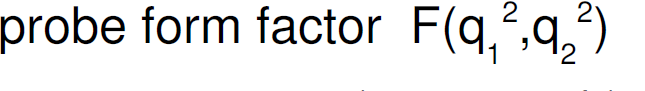 probe form factor F(q₁²,q₂²)